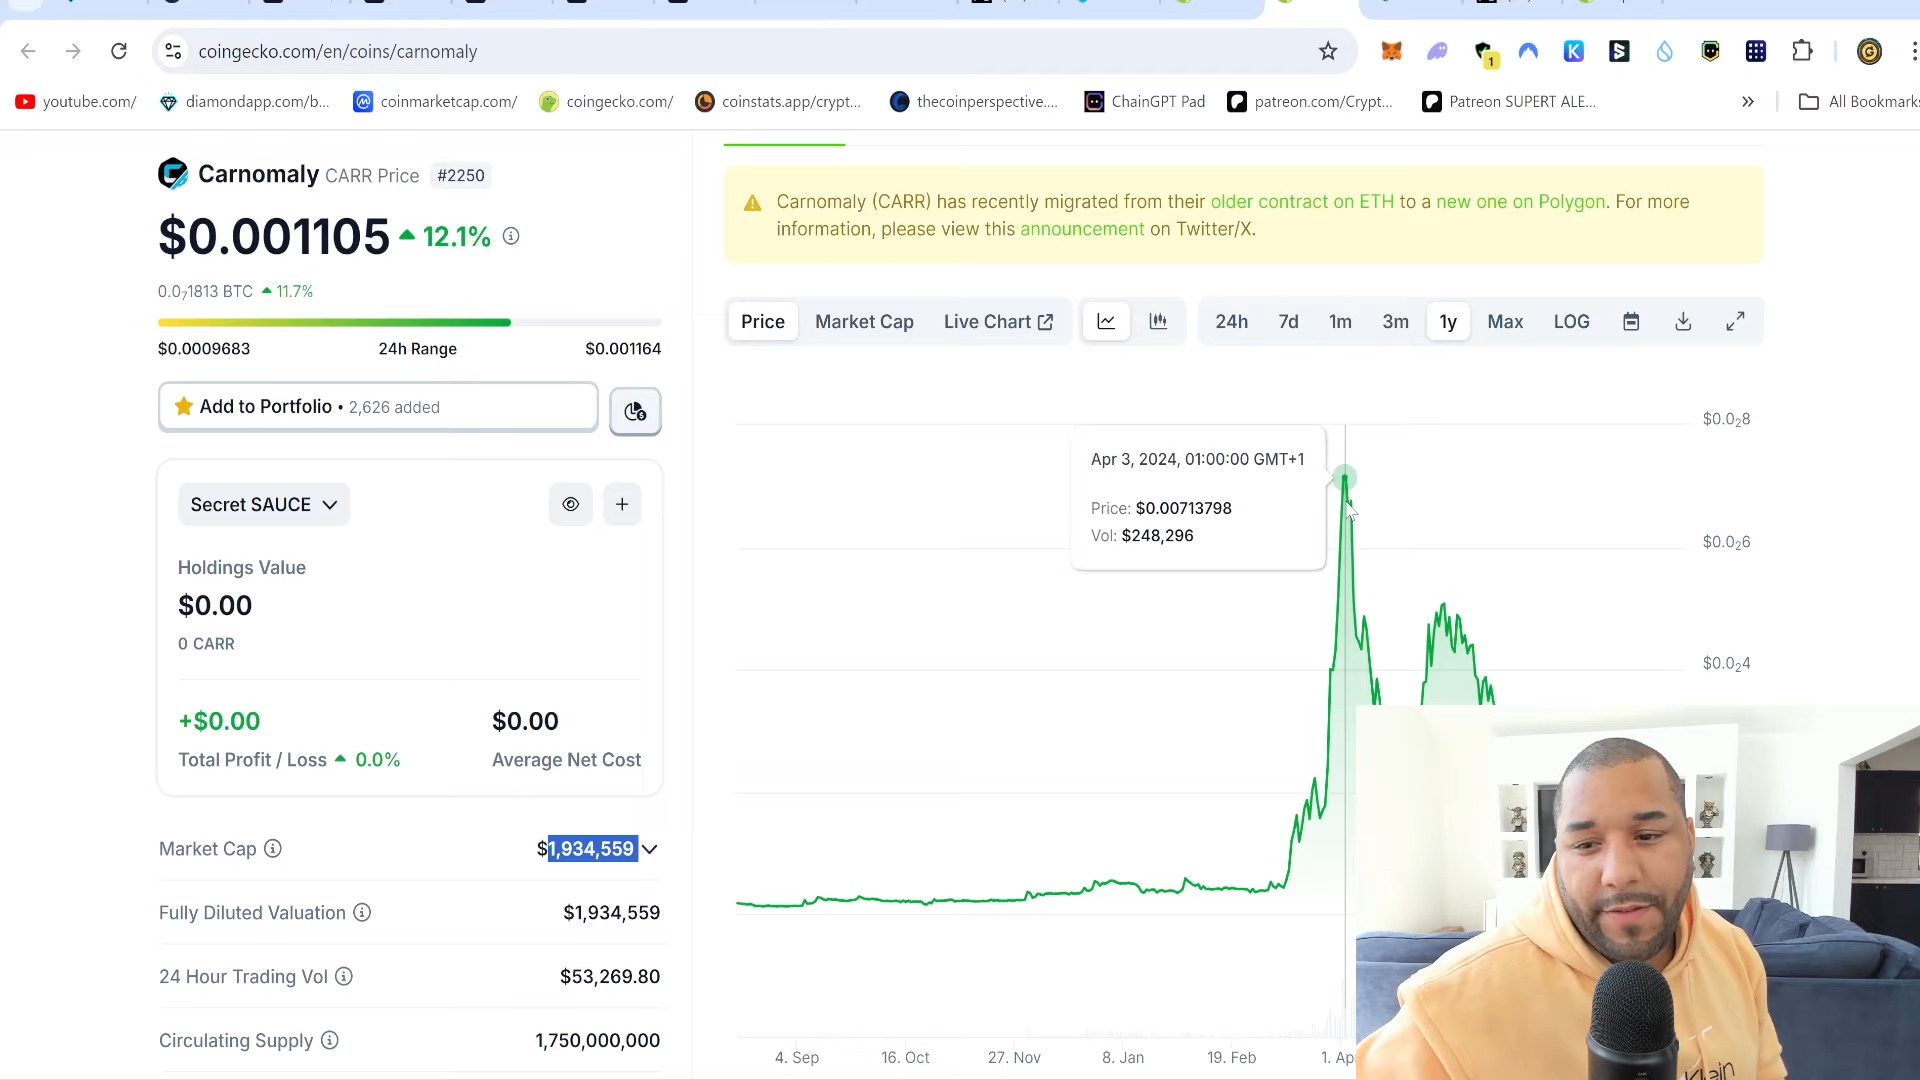 coingecko.com/en/coins/carnomaly
1
G
youtube.com/
diamondapp.com/b...
coinmarketcap.com/
coingecko.com/
coinstats.app/crypt...
thecoinperspective....
ChainGPT Pad
patreon.com/Crypt...
Patreon SUPERT ALE...
All Bookmarks
Carnomaly CARR Price #2250
$0.001105 12.1%
0.0₇1813 BTC 11.7%
$0.0009683 24h Range $0.001164
Add to Portfolio • 2,626 added
Secret SAUCE
Holdings Value
$0.00
0 CARR
+$0.00 $0.00
Total Profit / Loss 0.0% Average Net Cost
Market Cap $1,934,559
Fully Diluted Valuation $1,934,559
24 Hour Trading Vol $53,269.80
Circulating Supply 1,750,000,000
Carnomaly (CARR) has recently migrated from their older contract on ETH to a new one on Polygon. For more
information, please view this announcement on Twitter/X.
Price Market Cap Live Chart 24h 7d 1m 3m 1y Max LOG
$0.0₂8
Apr 3, 2024, 01:00:00 GMT+1
Price: $0.00713798
Vol: $248,296
$0.0₂6
$0.0₂4
4. Sep 16. Oct 27. Nov 8. Jan 19. Feb 1. Ap
Klein